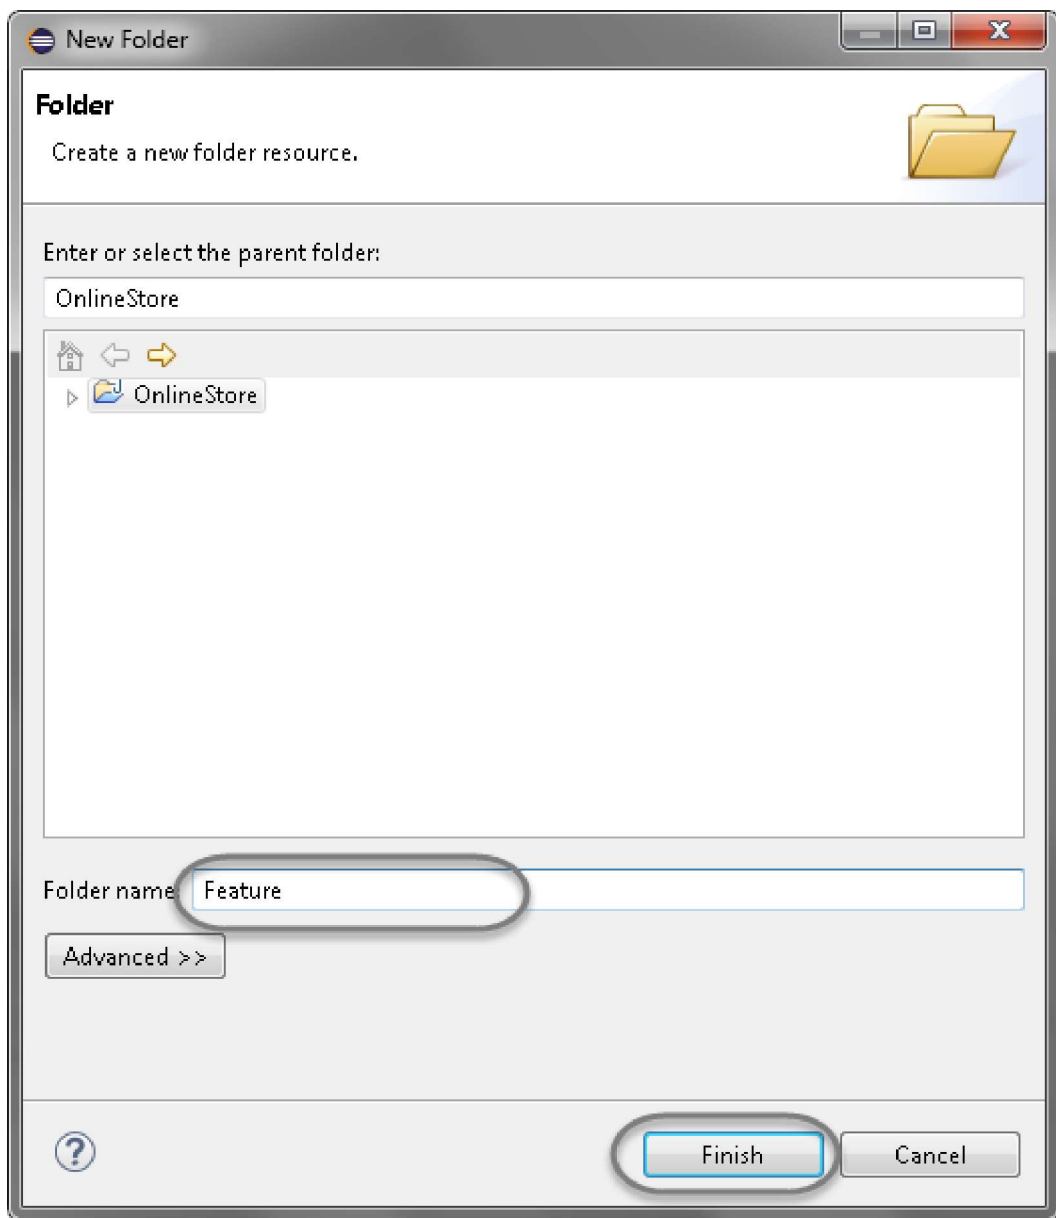 New Folder
Folder
Create a new folder resource.
Enter or select the parent folder:
OnlineStore
OnlineStore
Folder name Feature
Advanced >>
Finish Cancel